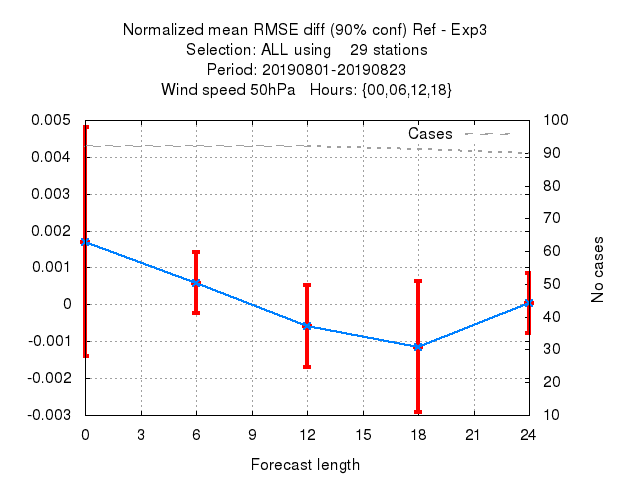 Normalized mean RMSE diff (90% conf) Ref - Exp3
Selection: ALL using    29 stations
Period: 20190801-20190823
Wind speed 50hPa   Hours: {00,06,12,18}
0.005
0.004
0.003
0.002
0.001
0
-0.001
-0.002
-0.003
Cases
100
90
80
70
60
50
40
30
20
10
No cases
0 3 6 9 12 15 18 21 24
Forecast length